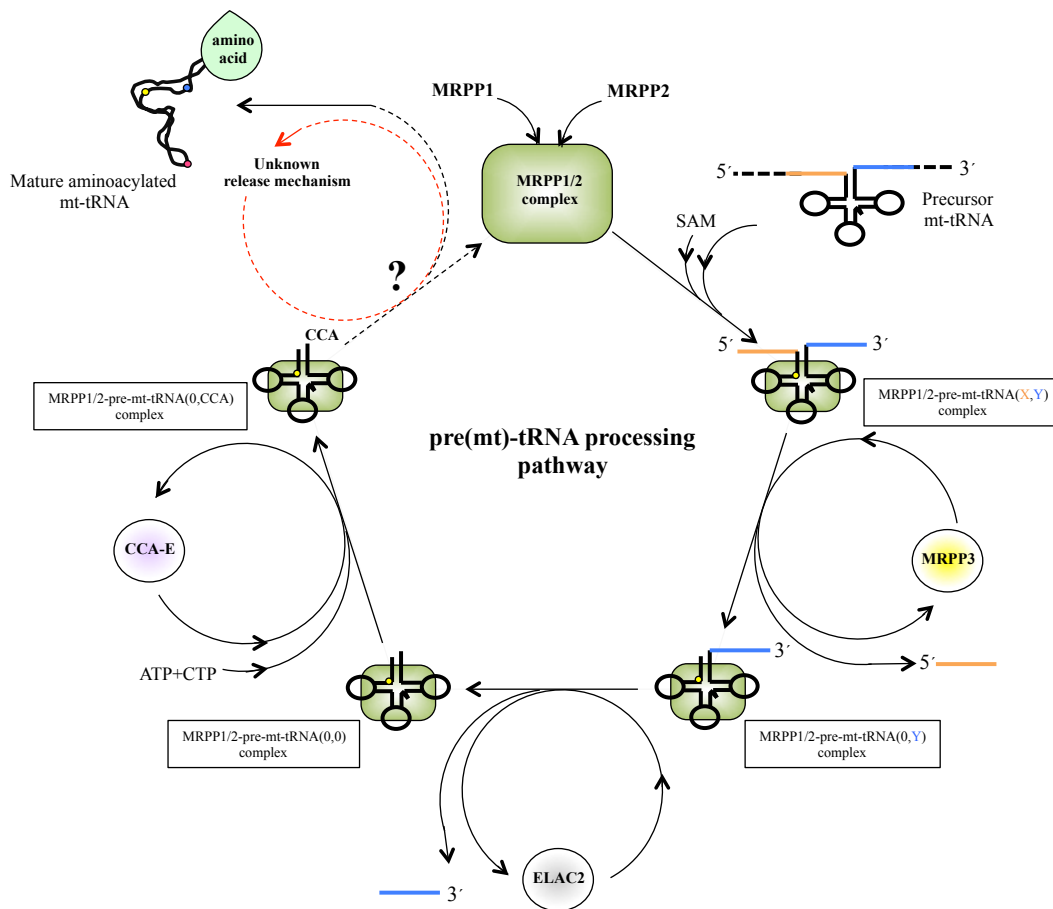 amino
acid
MRPP1
MRPP2
Mature aminoacylated
mt-tRNA
Unknown
release mechanism
MRPP1/2
complex
5´
3´
Precursor
mt-tRNA
SAM
?
CCA
5´
3´
MRPP1/2-pre-mt-tRNA(0,CCA)
complex
MRPP1/2-pre-mt-tRNA(X,Y)
complex
pre(mt)-tRNA processing
pathway
CCA-E
MRPP3
ATP+CTP
3´
5´
MRPP1/2-pre-mt-tRNA(0,0)
complex
MRPP1/2-pre-mt-tRNA(0,Y)
complex
ELAC2
3´